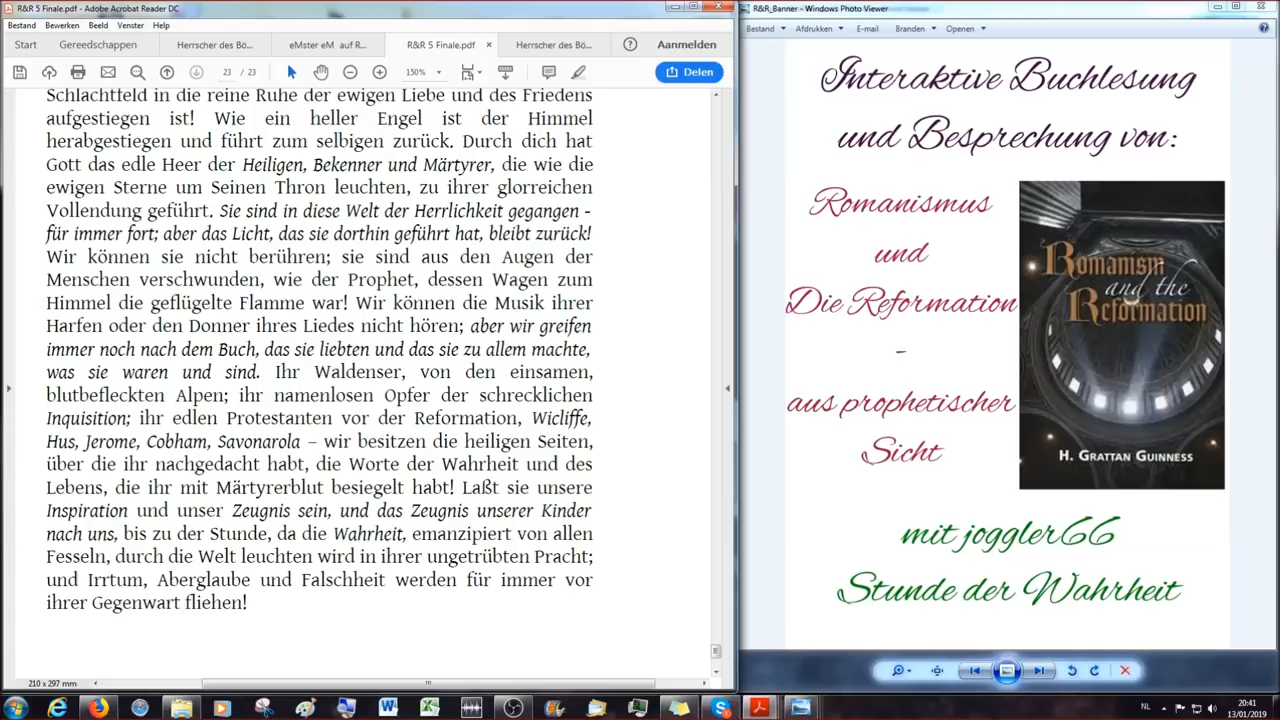 R&R 5 Finale.pdf - Adobe Acrobat Reader DC
Bestand Bewerken Beeld Venster Help
Start Gereedschappen Herrscher des Bö... eMster eM auf R... R&R 5 Finale.pdf × Herrscher des Bö... Aanmelden
23 / 23 150% Delen
Schlachtfeld in die reine Ruhe der ewigen Liebe und des Friedens
aufgestiegen ist! Wie ein heller Engel ist der Himmel
herabgestiegen und führt zum selbigen zurück. Durch dich hat
Gott das edle Heer der Heiligen, Bekenner und Märtyrer, die wie die
ewigen Sterne um Seinen Thron leuchten, zu ihrer glorreichen
Vollendung geführt. Sie sind in diese Welt der Herrlichkeit gegangen -
für immer fort; aber das Licht, das sie dorthin geführt hat, bleibt zurück!
Wir können sie nicht berühren; sie sind aus den Augen der
Menschen verschwunden, wie der Prophet, dessen Wagen zum
Himmel die geflügelte Flamme war! Wir können die Musik ihrer
Harfen oder den Donner ihres Liedes nicht hören; aber wir greifen
immer noch nach dem Buch, das sie liebten und das sie zu allem machte,
was sie waren und sind. Ihr Waldenser, von den einsamen,
blutbefleckten Alpen; ihr namenlosen Opfer der schrecklichen
Inquisition; ihr edlen Protestanten vor der Reformation, Wicliffe,
Hus, Jerome, Cobham, Savonarola – wir besitzen die heiligen Seiten,
über die ihr nachgedacht habt, die Worte der Wahrheit und des
Lebens, die ihr mit Märtyrerblut besiegelt habt! Laßt sie unsere
Inspiration und unser Zeugnis sein, und das Zeugnis unserer Kinder
nach uns, bis zu der Stunde, da die Wahrheit, emanzipiert von allen
Fesseln, durch die Welt leuchten wird in ihrer ungetrübten Pracht;
und Irrtum, Aberglaube und Falschheit werden für immer vor
ihrer Gegenwart fliehen!
210 x 297 mm
R&R_Banner - Windows Photo Viewer
Bestand Afdrukken E-mail Branden Openen
Interaktive Buchlesung
und Besprechung von:
Romanismus
und
Die Reformation
-
aus prophetischer
Sicht
Romanism
and the
Reformation
H. GRATTAN GUINNESS
mit joggler66
Stunde der Wahrheit
NL 20:41
13/01/2019